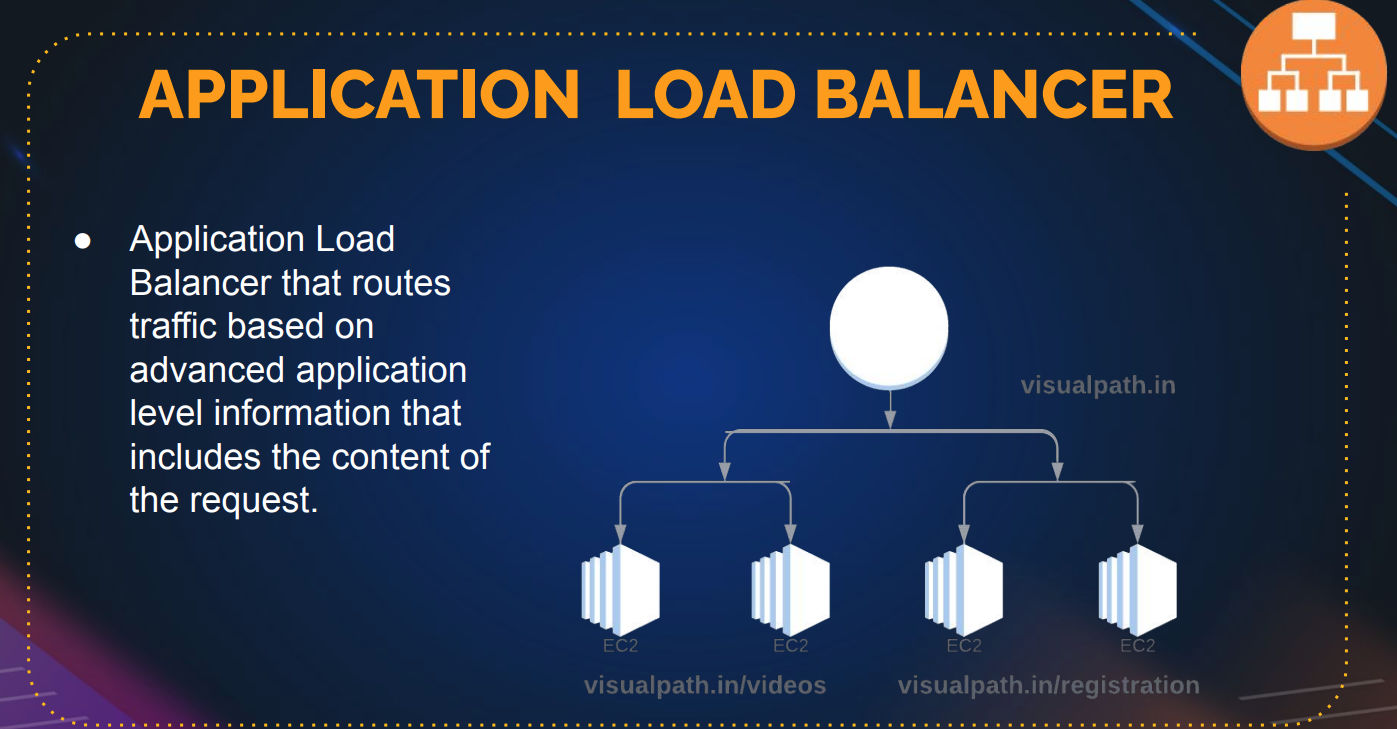 APPLICATION LOAD BALANCER
● Application Load
Balancer that routes
traffic based on
advanced application
level information that
includes the content of
the request.
visualpath.in
EC2 EC2 EC2 EC2
visualpath.in/videos visualpath.in/registration